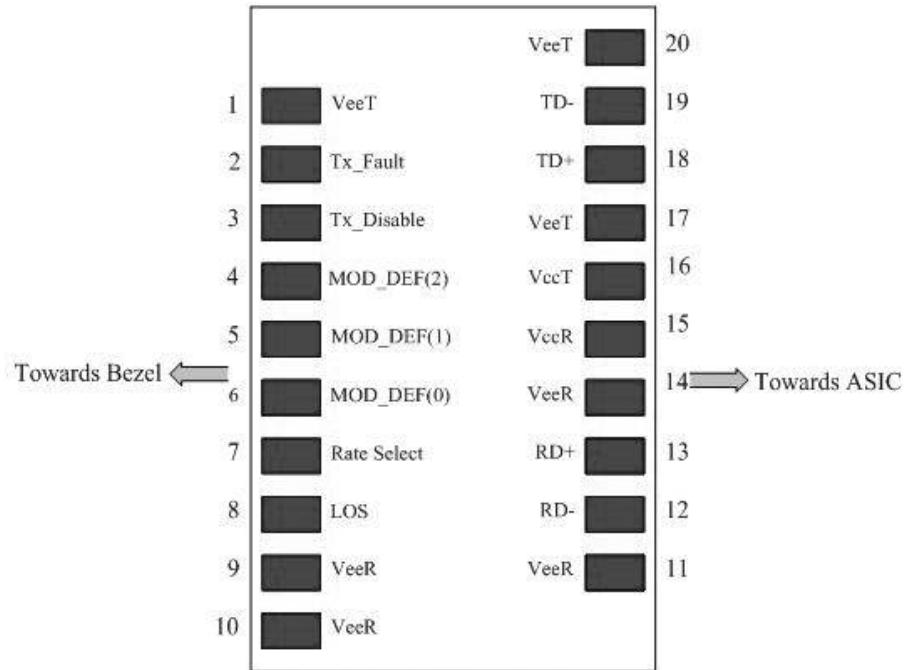 VeeT 20
1 VeeT TD- 19
2 Tx_Fault TD+ 18
3 Tx_Disable VeeT 17
4 MOD_DEF(2) VccT 16
5 MOD_DEF(1) VccR 15
Towards Bezel 6 MOD_DEF(0) VeeR 14 Towards ASIC
7 Rate Select RD+ 13
8 LOS RD- 12
9 VeeR VeeR 11
10 VeeR